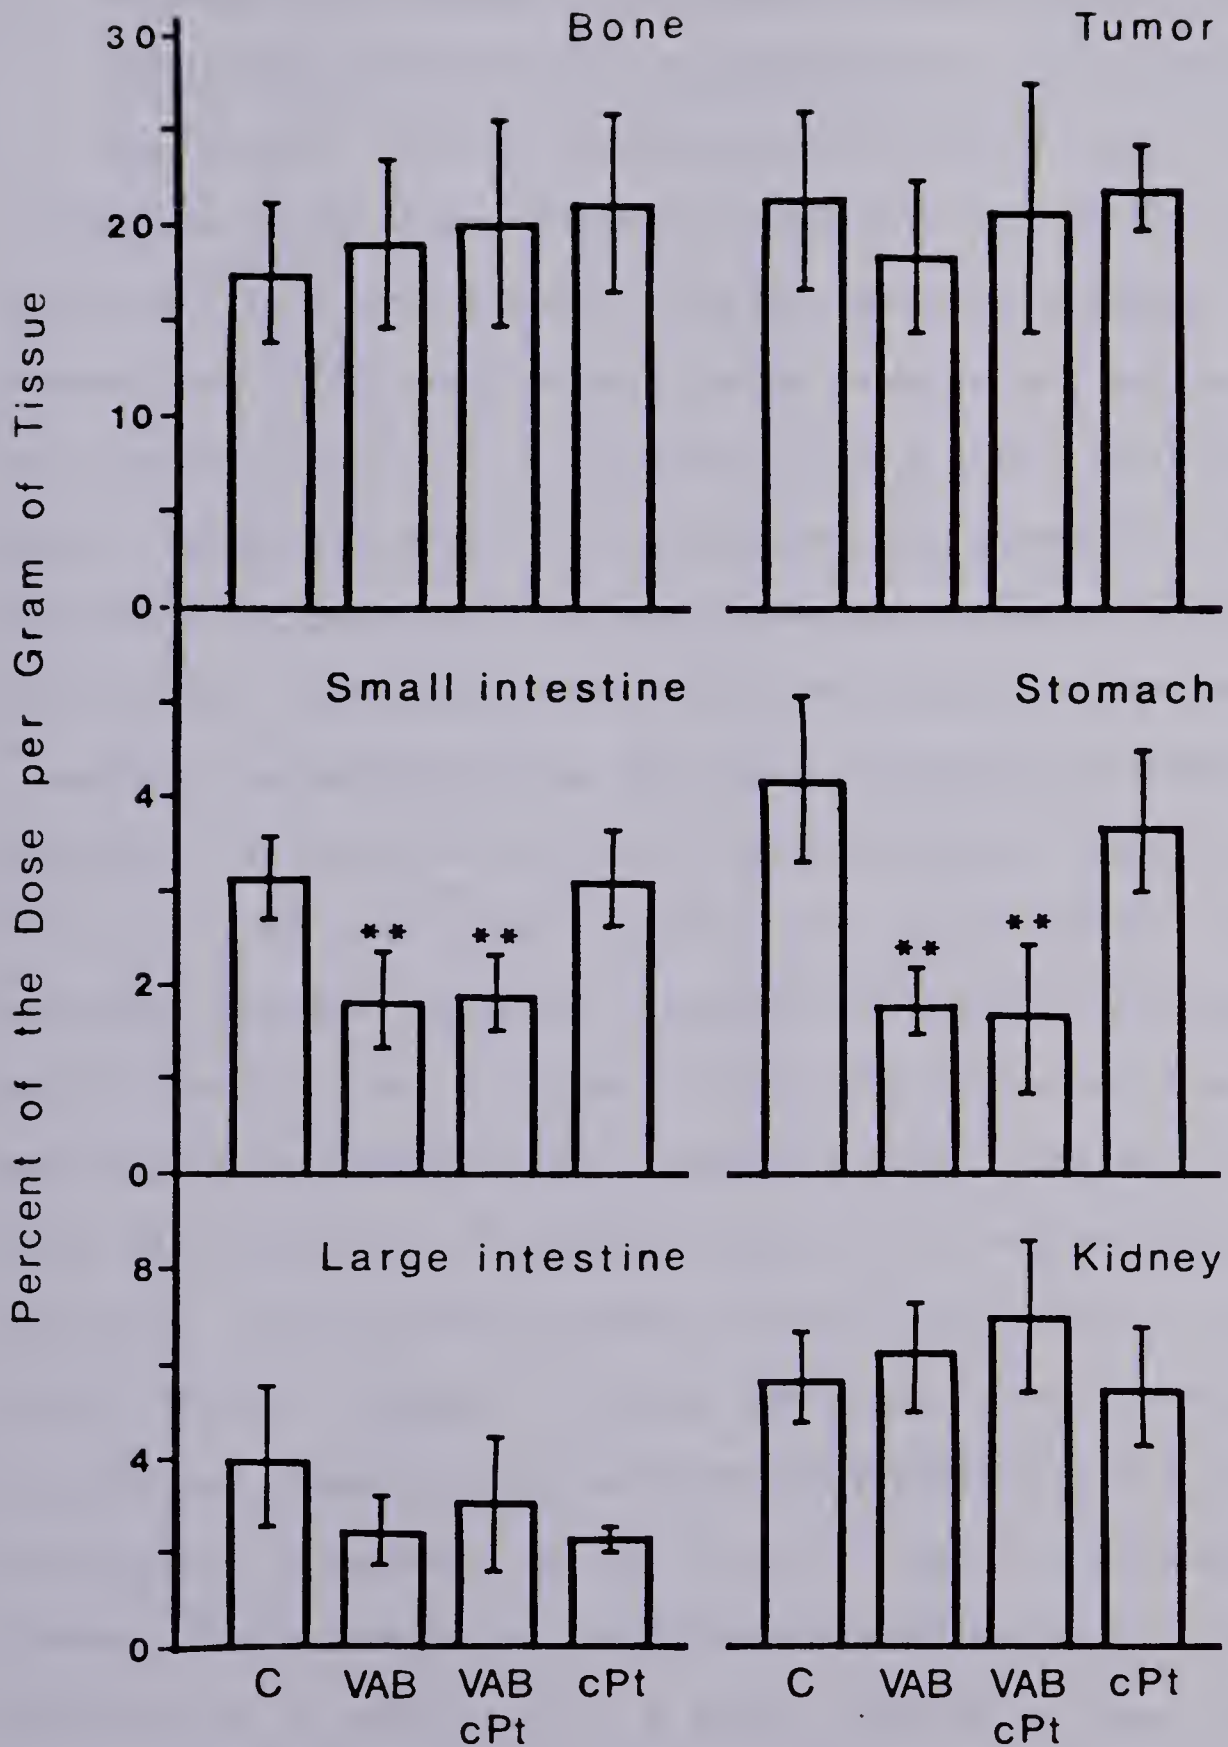 Percent of the Dose per Gram of Tissue
Bone
Tumor
30
20
10
0
Small intestine
Stomach
4
2
0
** **
** **
Large intestine
Kidney
8
4
0
C VAB VAB cPt C VAB VAB cPt
cPt cPt